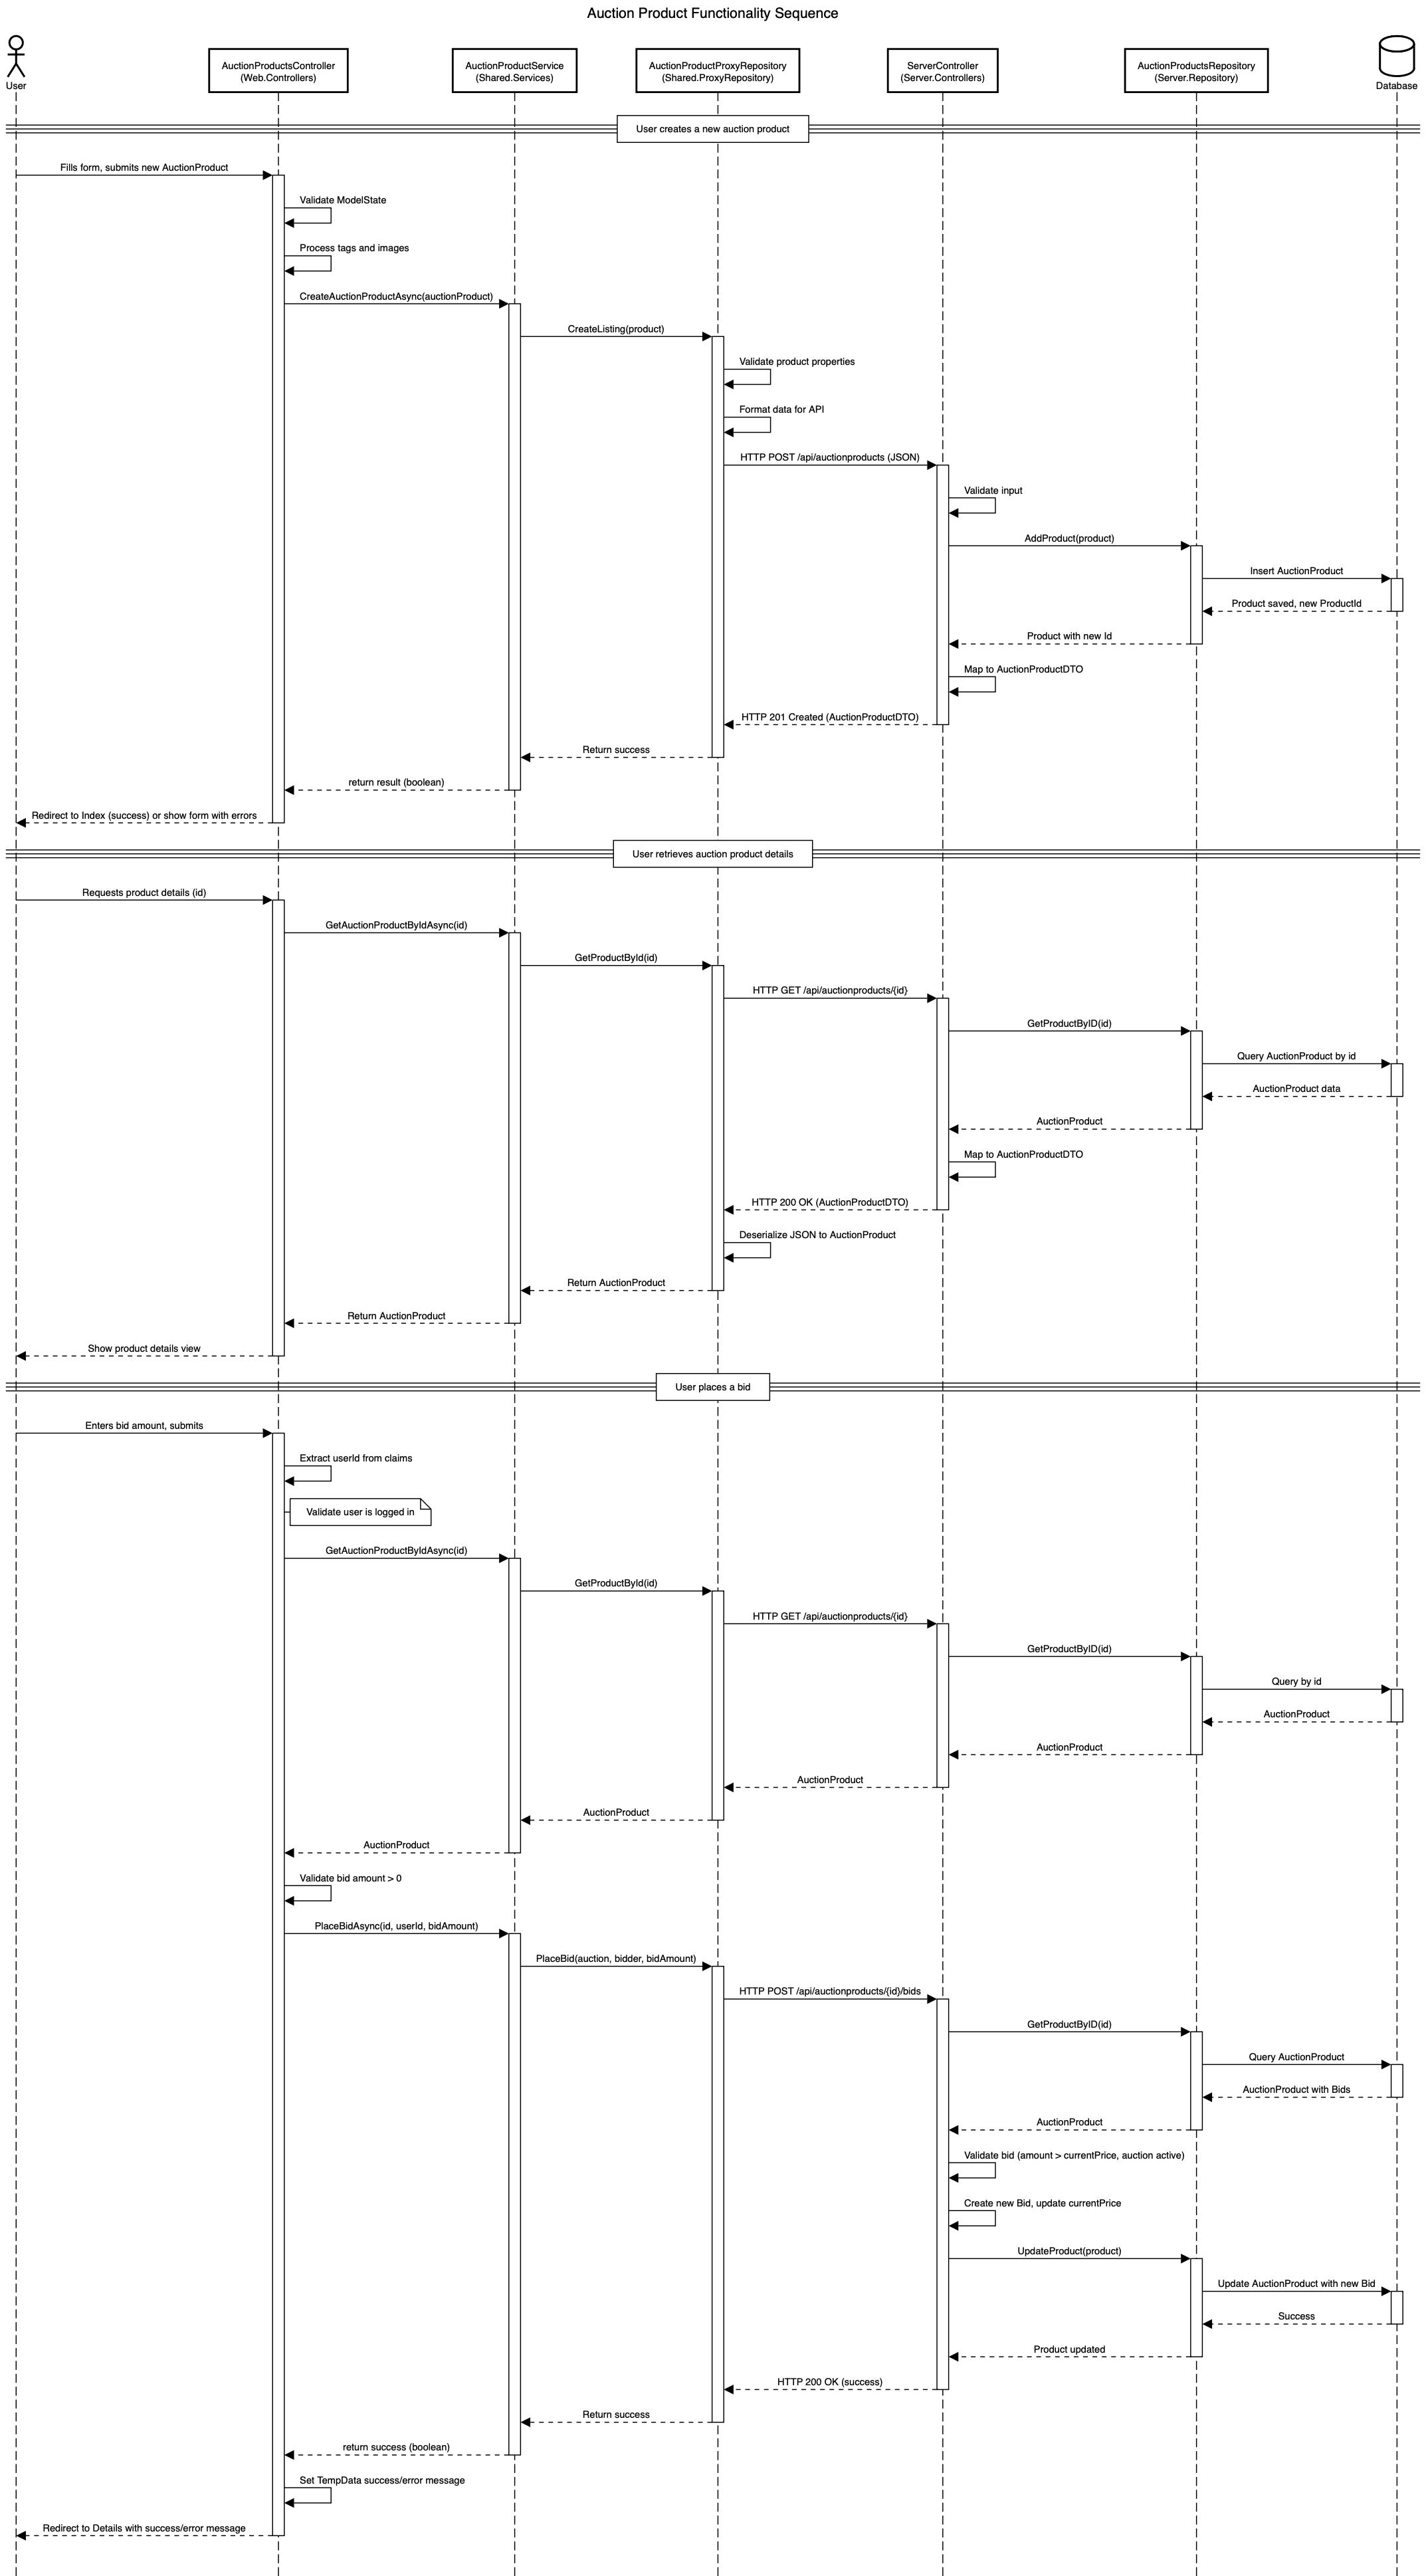 Auction Product Functionality Sequence
User
AuctionProductsController
(Web.Controllers)
AuctionProductService
(Shared.Services)
AuctionProductProxyRepository
(Shared.ProxyRepository)
ServerController
(Server.Controllers)
AuctionProductsRepository
(Server.Repository)
Database
User creates a new auction product
Fills form, submits new AuctionProduct
Validate ModelState
Process tags and images
CreateAuctionProductAsync(auctionProduct)
CreateListing(product)
Validate product properties
Format data for API
HTTP POST /api/auctionproducts (JSON)
Validate input
AddProduct(product)
Insert AuctionProduct
Product saved, new ProductId
Product with new Id
Map to AuctionProductDTO
HTTP 201 Created (AuctionProductDTO)
Return success
return result (boolean)
Redirect to Index (success) or show form with errors
User retrieves auction product details
Requests product details (id)
GetAuctionProductByIdAsync(id)
GetProductById(id)
HTTP GET /api/auctionproducts/{id}
GetProductByID(id)
Query AuctionProduct by id
AuctionProduct data
AuctionProduct
Map to AuctionProductDTO
HTTP 200 OK (AuctionProductDTO)
Deserialize JSON to AuctionProduct
Return AuctionProduct
Return AuctionProduct
Show product details view
User places a bid
Enters bid amount, submits
Extract userId from claims
Validate user is logged in
GetAuctionProductByIdAsync(id)
GetProductById(id)
HTTP GET /api/auctionproducts/{id}
GetProductByID(id)
Query by id
AuctionProduct
AuctionProduct
AuctionProduct
AuctionProduct
AuctionProduct
Validate bid amount > 0
PlaceBidAsync(id, userId, bidAmount)
PlaceBid(auction, bidder, bidAmount)
HTTP POST /api/auctionproducts/{id}/bids
GetProductByID(id)
Query AuctionProduct
AuctionProduct with Bids
AuctionProduct
Validate bid (amount > currentPrice, auction active)
Create new Bid, update currentPrice
UpdateProduct(product)
Update AuctionProduct with new Bid
Success
Product updated
HTTP 200 OK (success)
Return success
return success (boolean)
Set TempData success/error message
Redirect to Details with success/error message